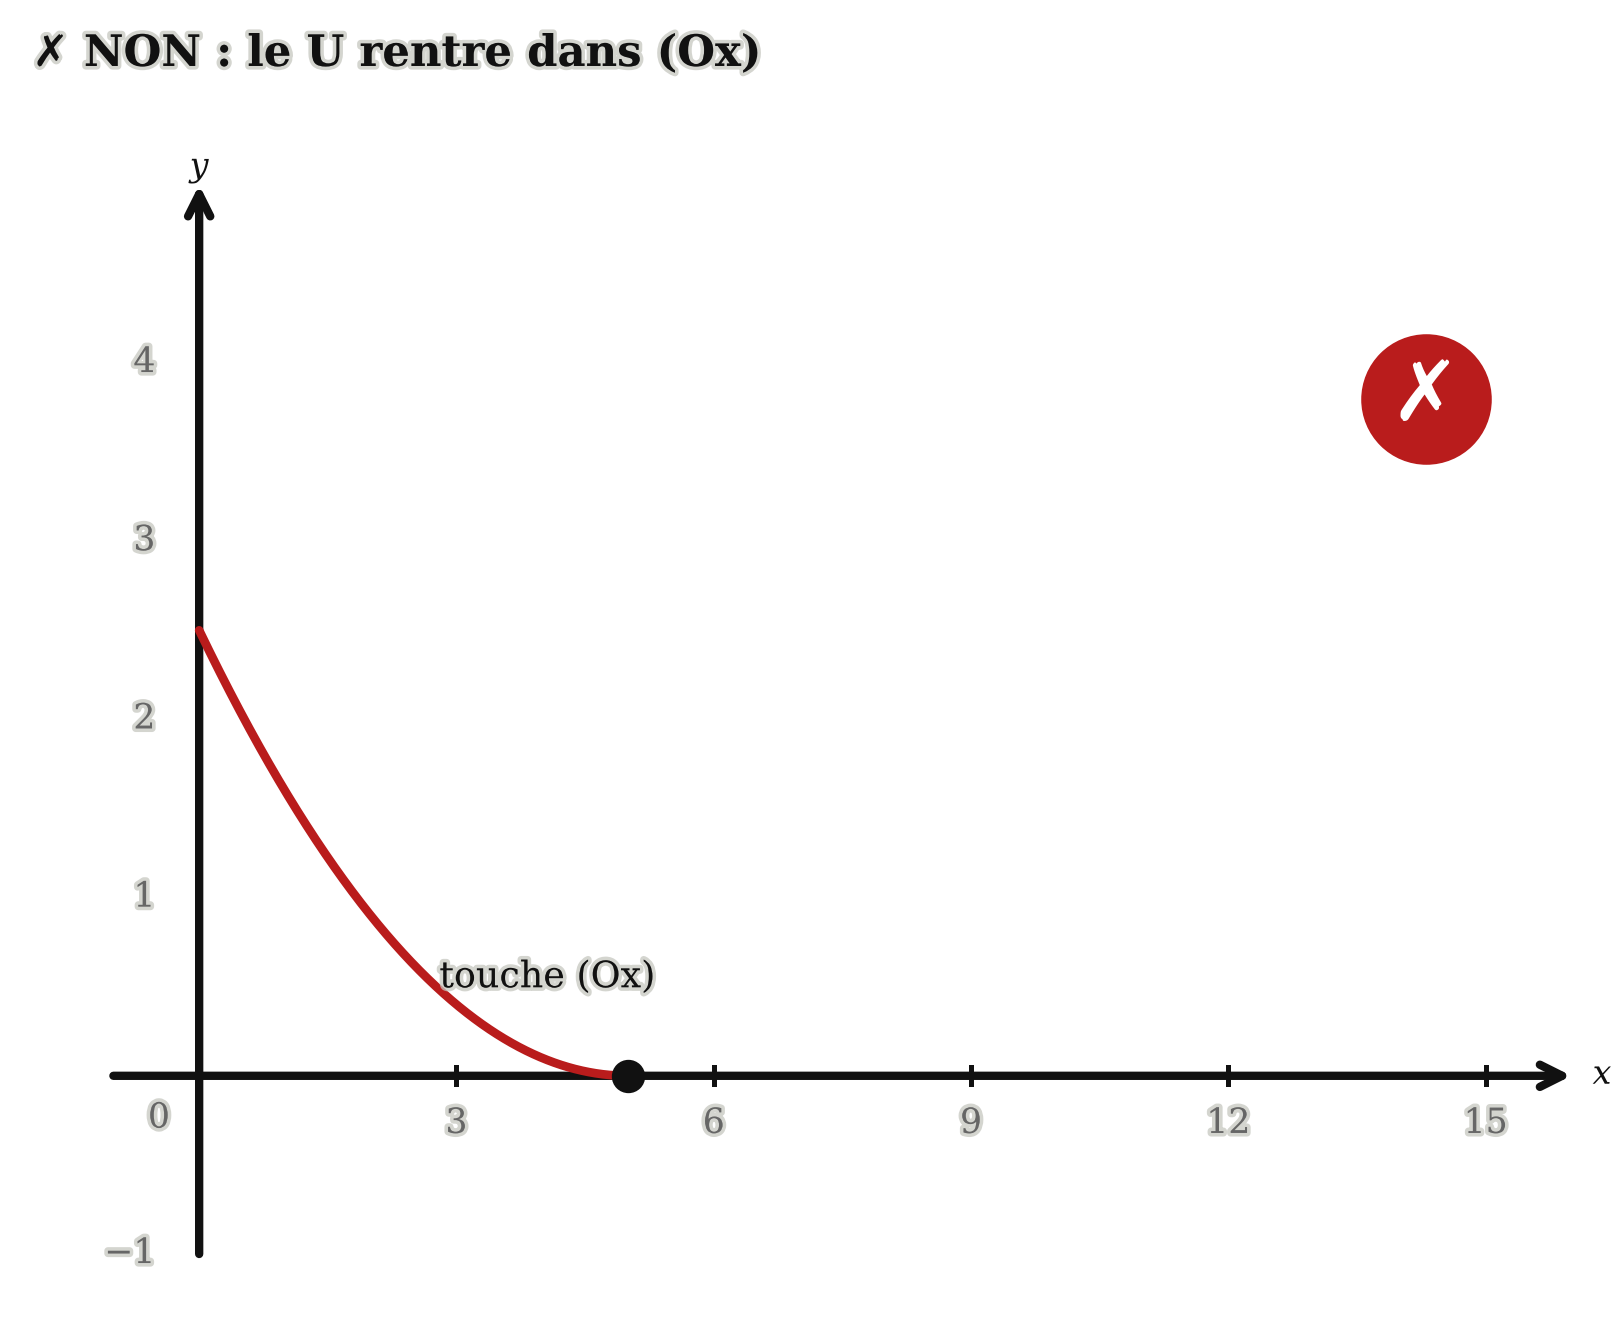 ✗ NON : le U rentre dans (Ox)
y
4
✗
3
2
1
touche (Ox)
x
0 3 6 9 12 15
−1